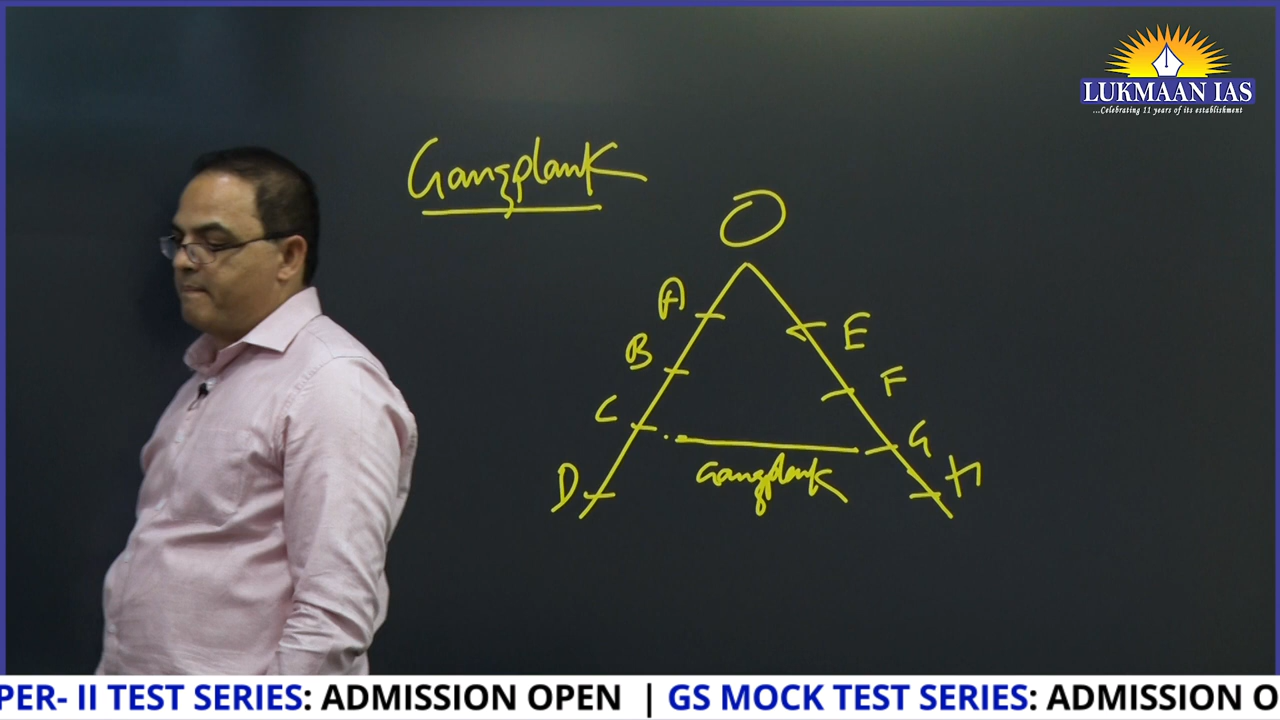 LUKMAAN IAS
...Celebrating 11 years of its establishment
Gangplank
O
A
E
B
F
C
G
Gangplank
D
H
PER- II TEST SERIES: ADMISSION OPEN | GS MOCK TEST SERIES: ADMISSION O